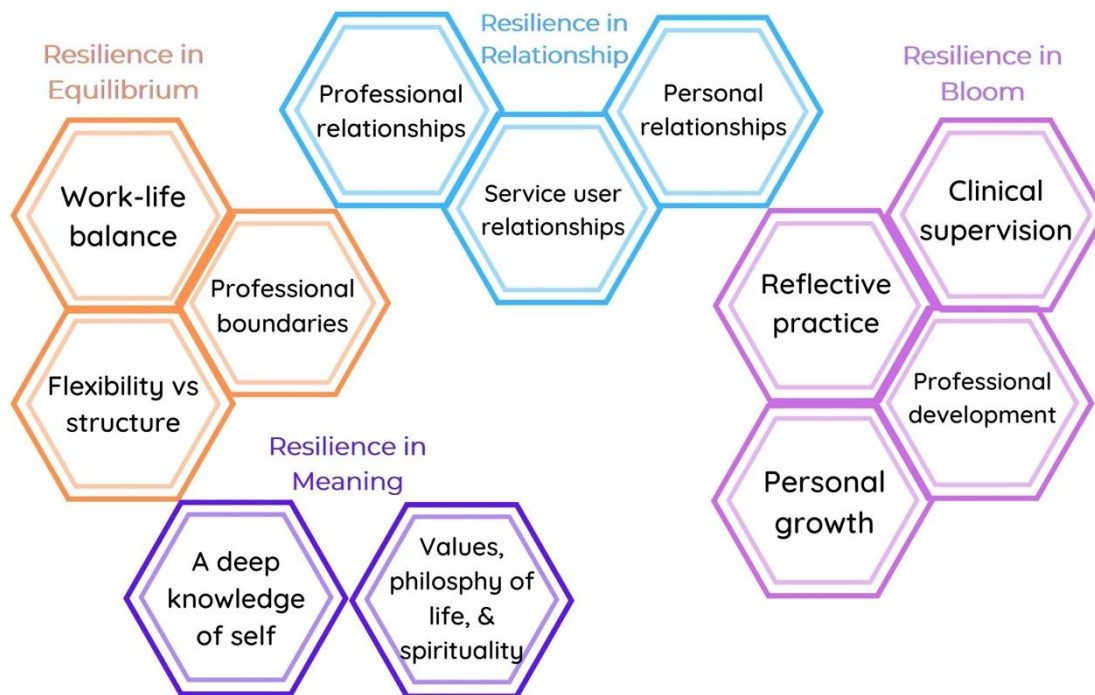 Resilience in
Equilibrium
Work-life
balance
Professional
boundaries
Flexibility vs
structure
Resilience in
Relationship
Professional
relationships
Service user
relationships
Personal
relationships
Resilience in
Bloom
Clinical
supervision
Reflective
practice
Professional
development
Personal
growth
Resilience in
Meaning
A deep
knowledge
of self
Values,
philosphy of
life, &
spirituality